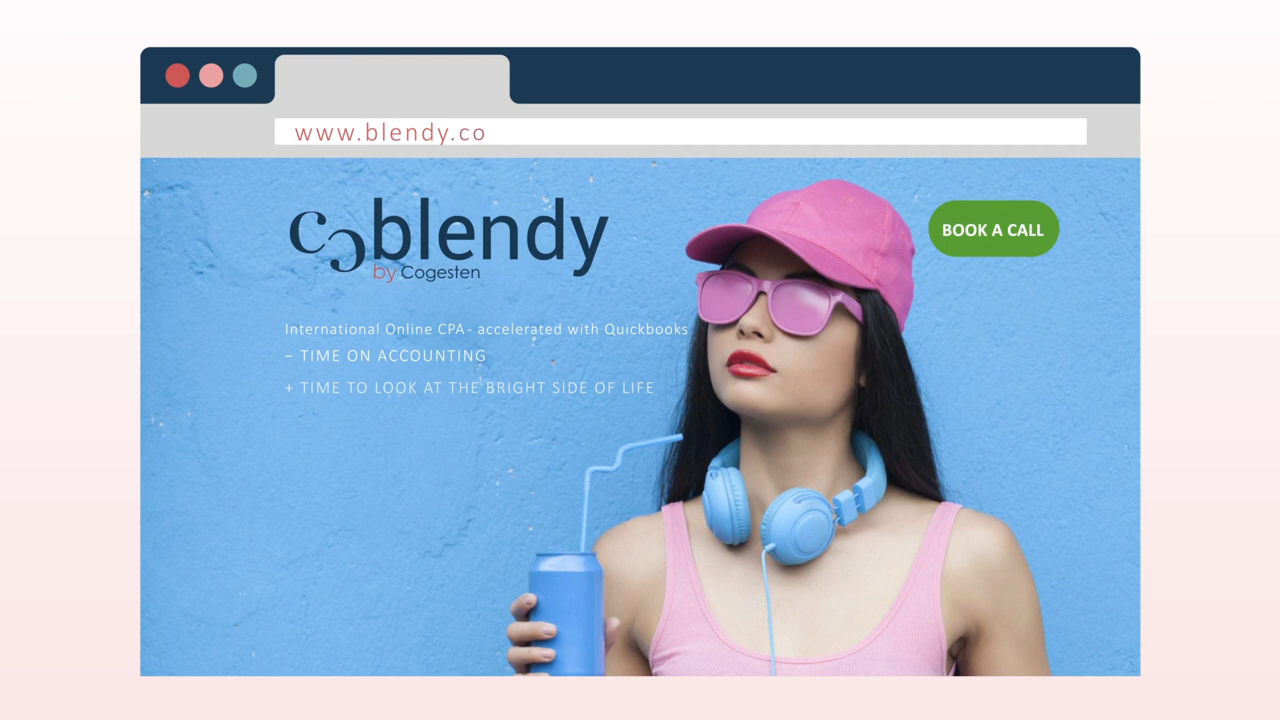 www.blendy.co
blendy
by Cogesten
BOOK A CALL
International Online CPA - accelerated with Quickbooks
– TIME ON ACCOUNTING
+ TIME TO LOOK AT THE BRIGHT SIDE OF LIFE